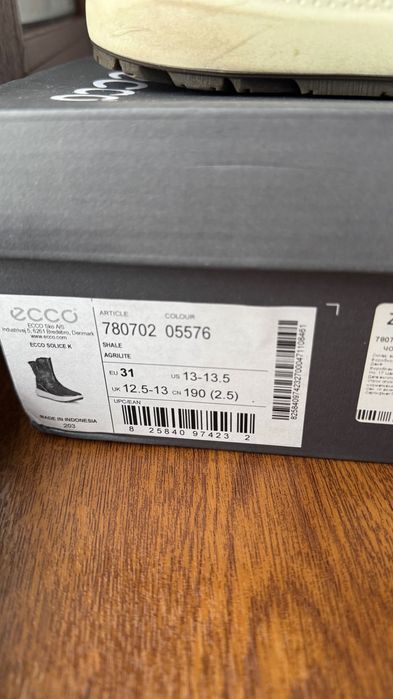 ecco
ecco
ECCO Sko A/S
Industrivej 5, 6261 Bredebro, Denmark
www.ecco.com
ECCO SOLICE K
MADE IN INDONESIA
203
ARTICLE COLOUR
780702 05576
SHALE
AGRILITE
EU 31 US 13-13.5
UK 12.5-13 CN 190 (2.5)
UPC/EAN
8 25840 97423 2